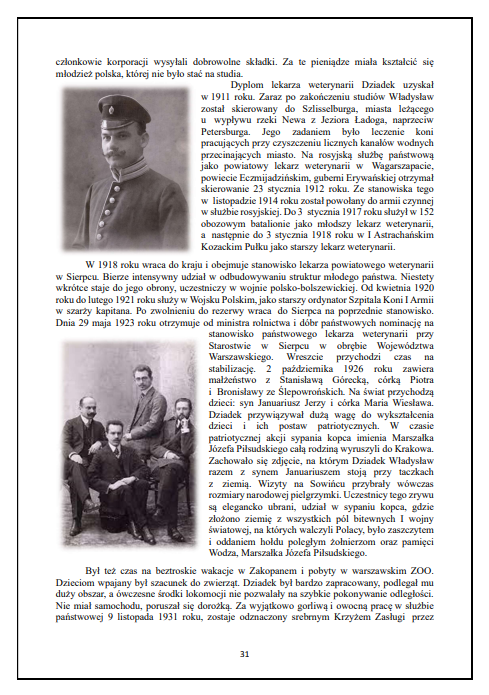 członkowie korporacji wysyłali dobrowolne składki. Za te pieniądze miała kształcić się
młodzież polska, której nie było stać na studia.
Dyplom lekarza weterynarii Dziadek uzyskał
w 1911 roku. Zaraz po zakończeniu studiów Władysław
został skierowany do Szlisselburga, miasta leżącego
u wypływu rzeki Newa z Jeziora Ładoga, naprzeciw
Petersburga. Jego zadaniem było leczenie koni
pracujących przy czyszczeniu licznych kanałów wodnych
przecinających miasto. Na rosyjską służbę państwową
jako powiatowy lekarz weterynarii w Wagarszapacie,
powiecie Eczmijadzińskim, guberni Erywańskiej otrzymał
skierowanie 23 stycznia 1912 roku. Ze stanowiska tego
w listopadzie 1914 roku został powołany do armii czynnej
w służbie rosyjskiej. Do 3 stycznia 1917 roku służył w 152
obozowym batalionie jako młodszy lekarz weterynarii,
a następnie do 3 stycznia 1918 roku w I Astrachańskim
Kozackim Pułku jako starszy lekarz weterynarii.
W 1918 roku wraca do kraju i obejmuje stanowisko lekarza powiatowego weterynarii
w Sierpcu. Bierze intensywny udział w odbudowywaniu struktur młodego państwa. Niestety
wkrótce staje do jego obrony, uczestniczy w wojnie polsko-bolszewickiej. Od kwietnia 1920
roku do lutego 1921 roku służy w Wojsku Polskim, jako starszy ordynator Szpitala Koni I Armii
w szarży kapitana. Po zwolnieniu do rezerwy wraca do Sierpca na poprzednie stanowisko.
Dnia 29 maja 1923 roku otrzymuje od ministra rolnictwa i dóbr państwowych nominację na
stanowisko państwowego lekarza weterynarii przy
Starostwie w Sierpcu w obrębie Województwa
Warszawskiego. Wreszcie przychodzi czas na
stabilizację. 2 października 1926 roku zawiera
małżeństwo z Stanisławą Górecką, córką Piotra
i Bronisławy ze Ślepowrońskich. Na świat przychodzą
dzieci: syn Januariusz Jerzy i córka Maria Wiesława.
Dziadek przywiązywał dużą wagę do wykształcenia
dzieci i ich postaw patriotycznych. W czasie
patriotycznej akcji sypania kopca imienia Marszałka
Józefa Piłsudskiego całą rodziną wyruszyli do Krakowa.
Zachowało się zdjęcie, na którym Dziadek Władysław
razem z synem Januariuszem stoją przy taczkach
z ziemią. Wizyty na Sowińcu przybrały wówczas
rozmiary narodowej pielgrzymki. Uczestnicy tego zrywu
są elegancko ubrani, udział w sypaniu kopca, gdzie
złożono ziemię z wszystkich pól bitewnych I wojny
światowej, na których walczyli Polacy, było zaszczytem
i oddaniem hołdu poległym żołnierzom oraz pamięci
Wodza, Marszałka Józefa Piłsudskiego.
Był też czas na beztroskie wakacje w Zakopanem i pobyty w warszawskim ZOO.
Dzieciom wpajany był szacunek do zwierząt. Dziadek był bardzo zapracowany, podlegał mu
duży obszar, a ówczesne środki lokomocji nie pozwalały na szybkie pokonywanie odległości.
Nie miał samochodu, poruszał się dorożką. Za wyjątkowo gorliwą i owocną pracę w służbie
państwowej 9 listopada 1931 roku, zostaje odznaczony srebrnym Krzyżem Zasługi przez
31